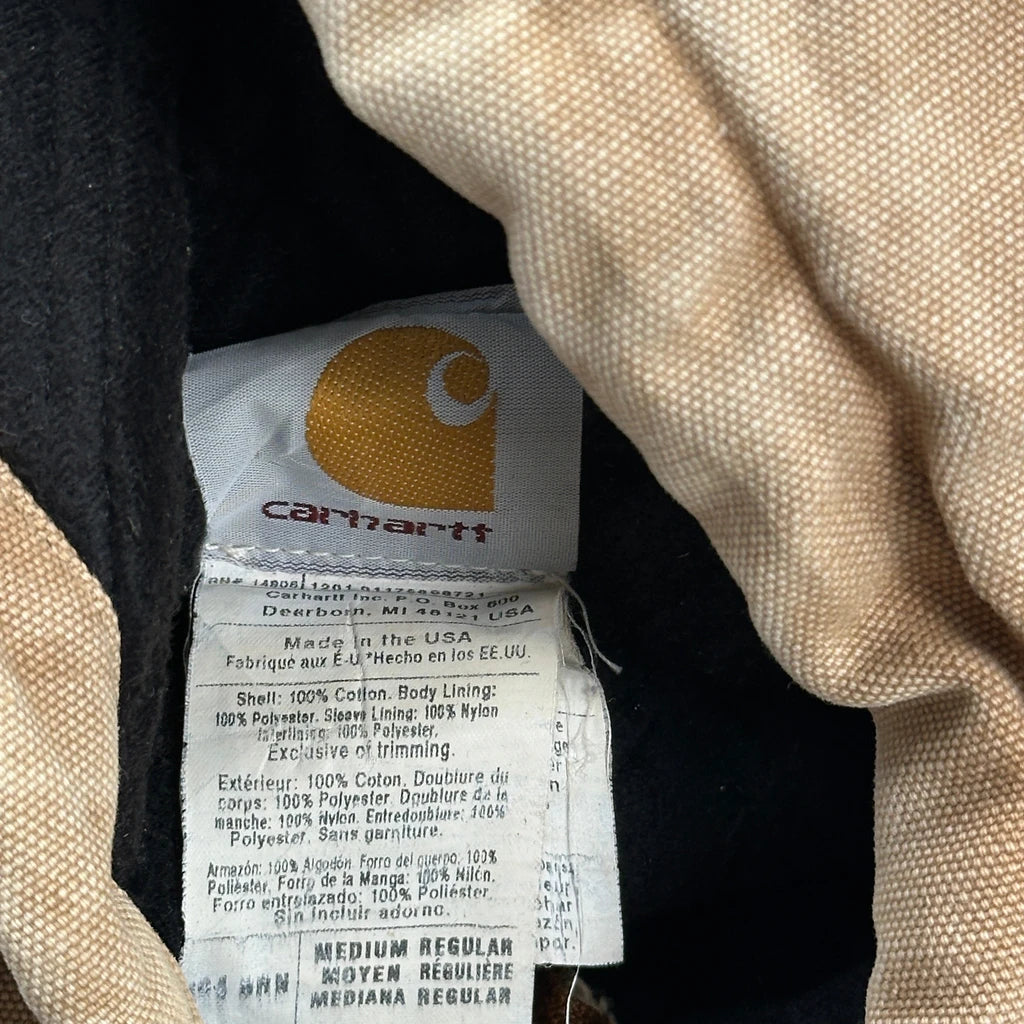 carhartt
RN# 14806 1201
Carhartt Inc. P.O. Box 600
Dearborn, MI 48121 USA
Made in the USA
Fabriqué aux É-U *Hecho en los EE.UU.
Shell: 100% Cotton. Body Lining:
100% Polyester. Sleeve Lining: 100% Nylon
Interlining: 100% Polyester.
Exclusive of trimming.
Extérieur: 100% Coton. Doublure du
corps: 100% Polyester. Doublure de la
manche: 100% Nylon. Entredoublure: 100%
Polyester. Sans garniture.
Armazón: 100% Algodón. Forro del cuerpo: 100%
Poliéster. Forro de la Manga: 100% Nilón.
Forro entrelazado: 100% Poliéster.
Sin incluir adorno.
BRN
MEDIUM REGULAR
MOYEN RÉGULIÈRE
MEDIANA REGULAR